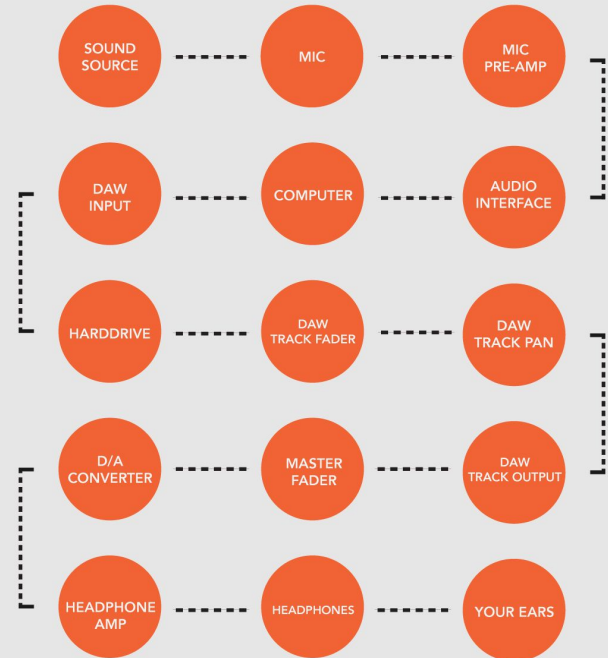 SOUND
SOURCE
MIC
MIC
PRE-AMP
DAW
INPUT
COMPUTER
AUDIO
INTERFACE
HARDDRIVE
DAW
TRACK FADER
DAW
TRACK PAN
D/A
CONVERTER
MASTER
FADER
DAW
TRACK OUTPUT
HEADPHONE
AMP
HEADPHONES
YOUR EARS